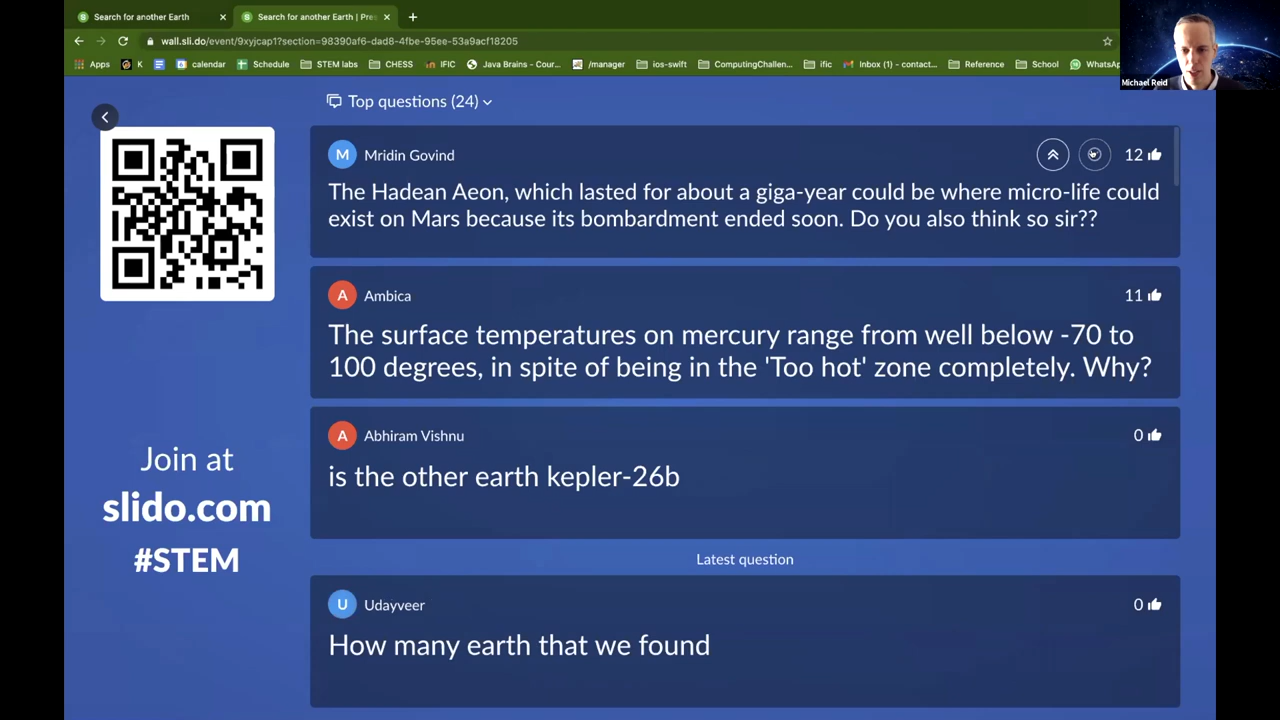 Search for another Earth
Search for another Earth | Pres
wall.sli.do/event/9xyjcap1?section=98390af6-dad8-4fbe-95ee-53a9acf18205
Apps K calendar Schedule STEM labs CHESS IFIC Java Brains - Cour... /manager ios-swift ComputingChallen... ific Inbox (1) - contact... Reference School WhatsAp
Michael Reid
Top questions (24)
M Mridin Govind 12
The Hadean Aeon, which lasted for about a giga-year could be where micro-life could
exist on Mars because its bombardment ended soon. Do you also think so sir??
A Ambica 11
The surface temperatures on mercury range from well below -70 to
100 degrees, in spite of being in the 'Too hot' zone completely. Why?
A Abhiram Vishnu 0
is the other earth kepler-26b
Join at
slido.com
#STEM
Latest question
U Udayveer 0
How many earth that we found